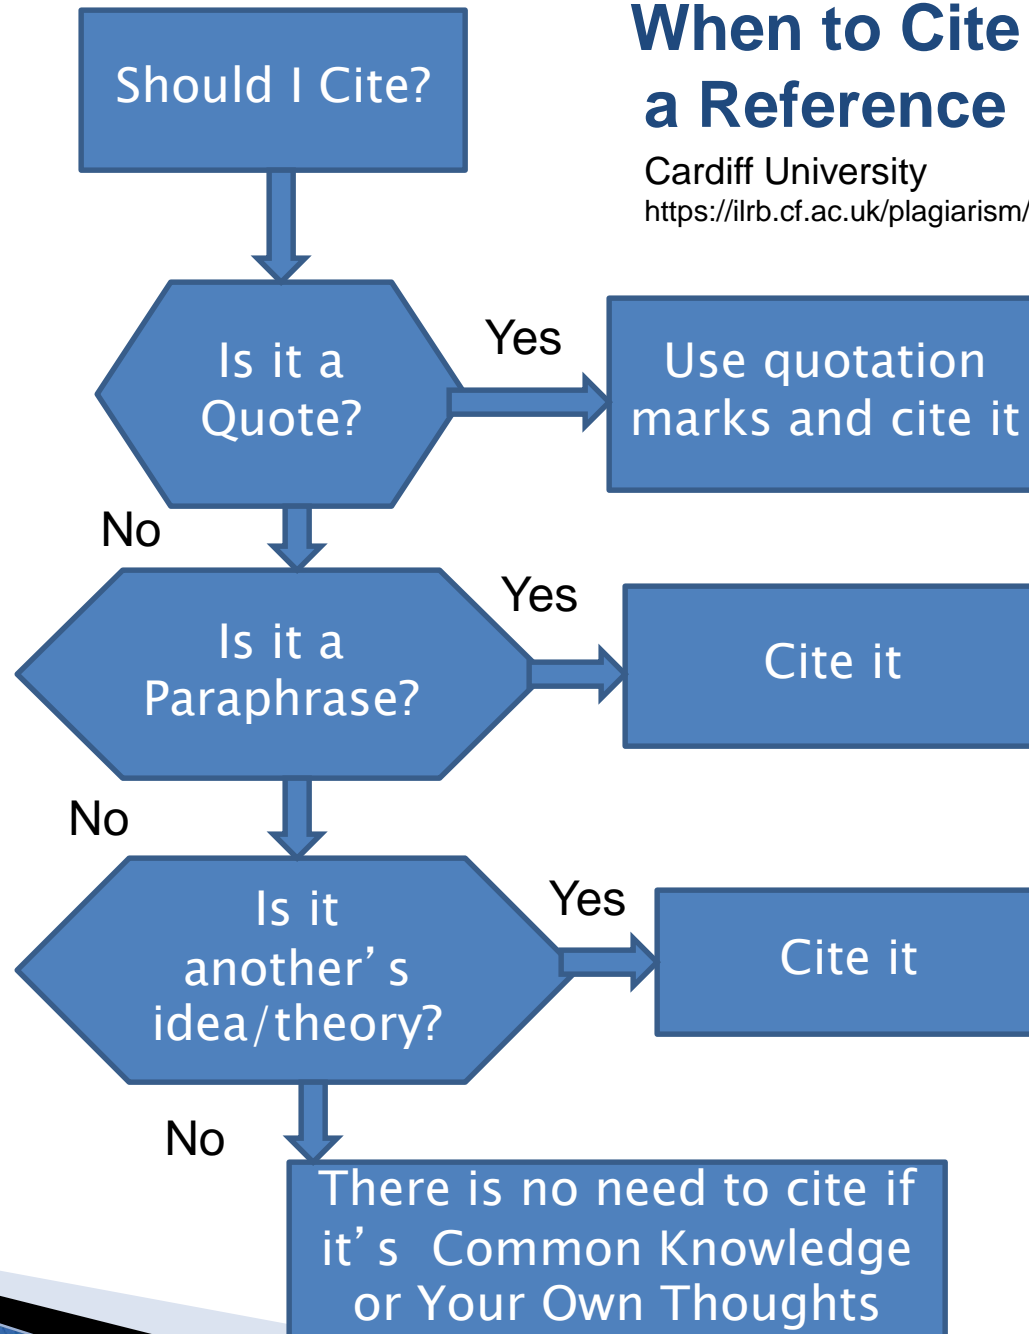 When to Cite
a Reference
Cardiff University
https://ilrb.cf.ac.uk/plagiarism/
Should I Cite?
Is it a
Quote?
Yes
Use quotation
marks and cite it
No
Is it a
Paraphrase?
Yes
Cite it
No
Is it
another’s
idea/theory?
Yes
Cite it
No
There is no need to cite if
it’s Common Knowledge
or Your Own Thoughts